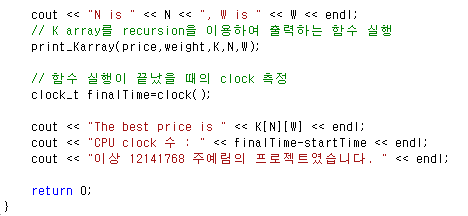 cout << "N is " << N << ", W is " << W << endl;
// K array를 recursion을 이용하여 출력하는 함수 실행
print_Karray(price,weight,K,N,W);
// 함수 실행이 끝났을 때의 clock 측정
clock_t finalTime=clock();
cout << "The best price is " << K[N][W] << endl;
cout << "CPU clock 수 : " << finalTime-startTime << endl;
cout << "이상 12141768 주예림의 프로젝트였습니다. " << endl;
return 0;
}